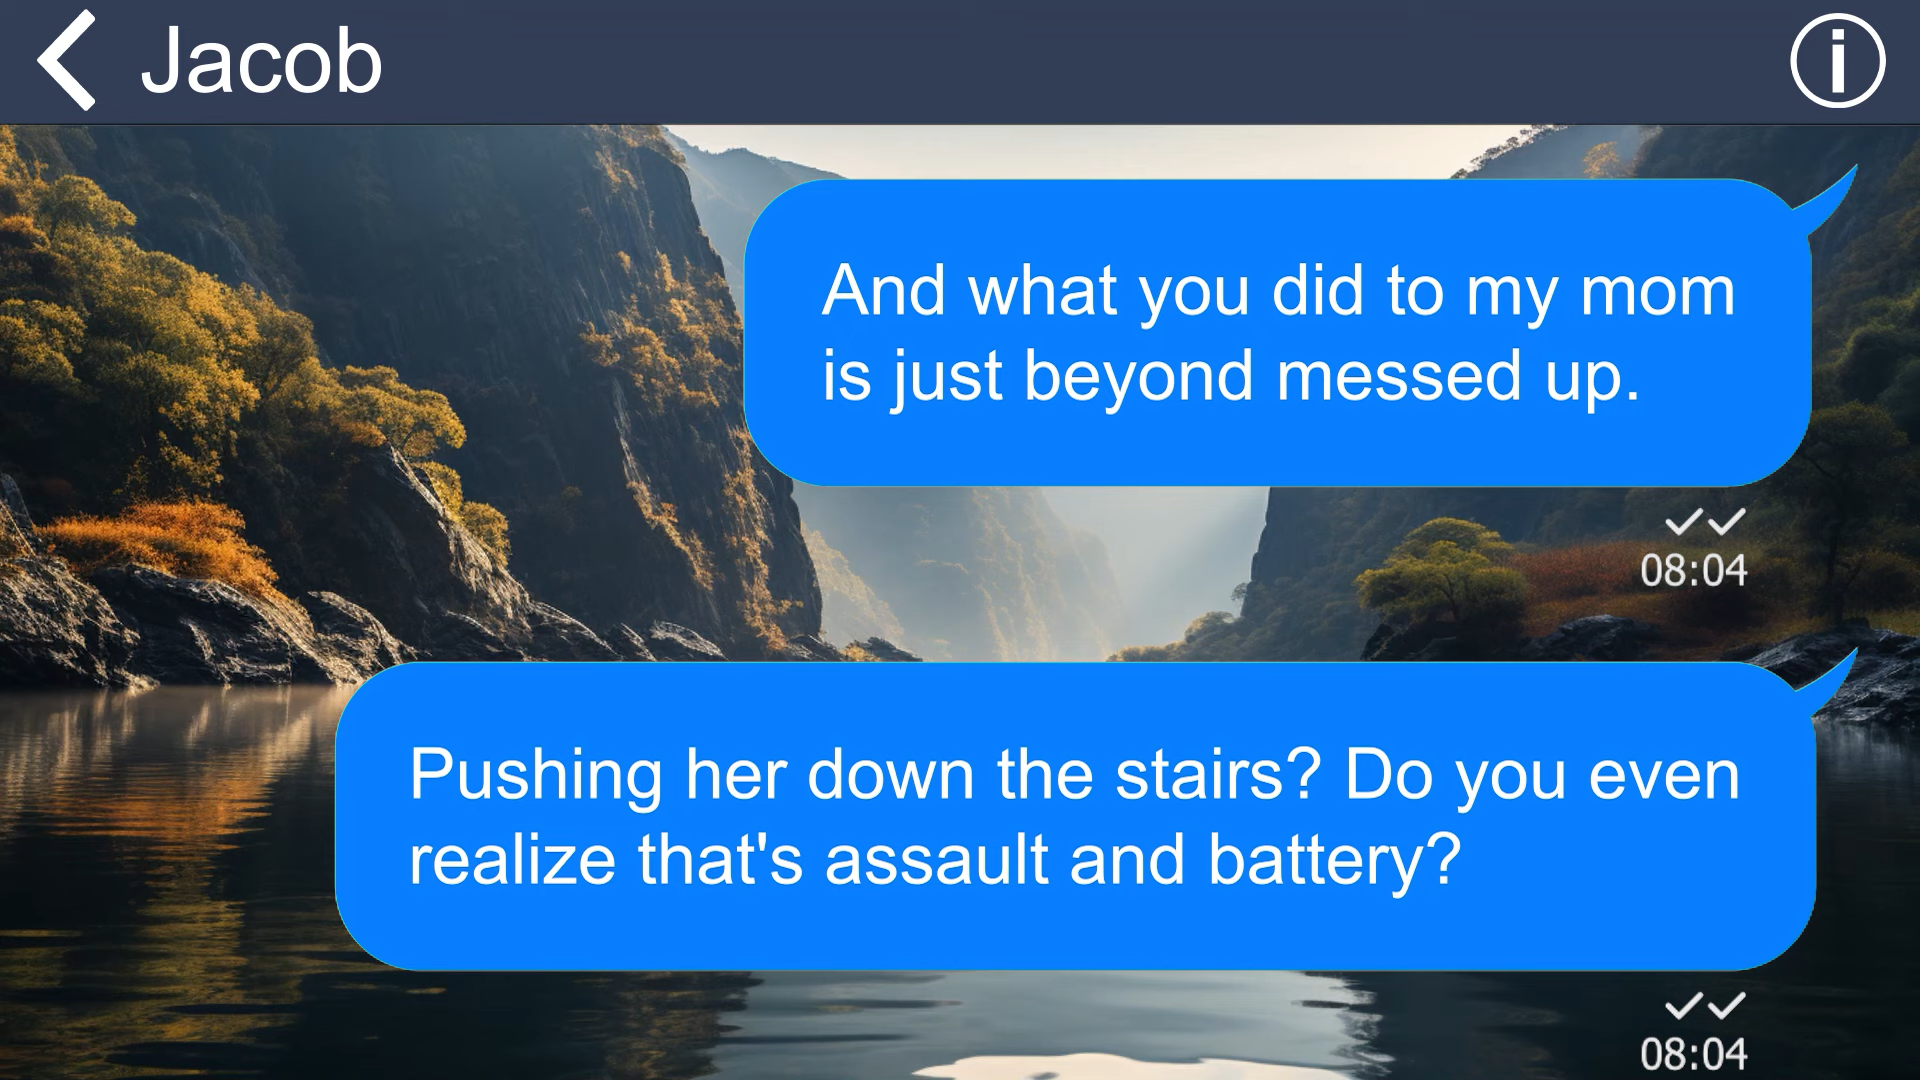 Jacob
And what you did to my mom
is just beyond messed up.
08:04
Pushing her down the stairs? Do you even
realize that's assault and battery?
08:04